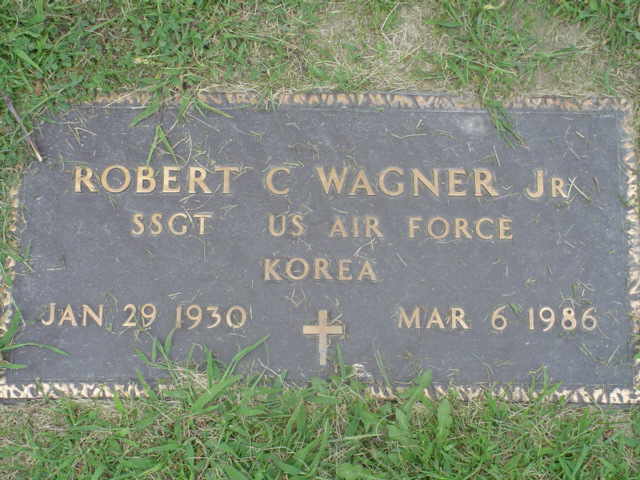 ROBERT C WAGNER JR
SSGT US AIR FORCE
KOREA
JAN 29 1930 MAR 6 1986